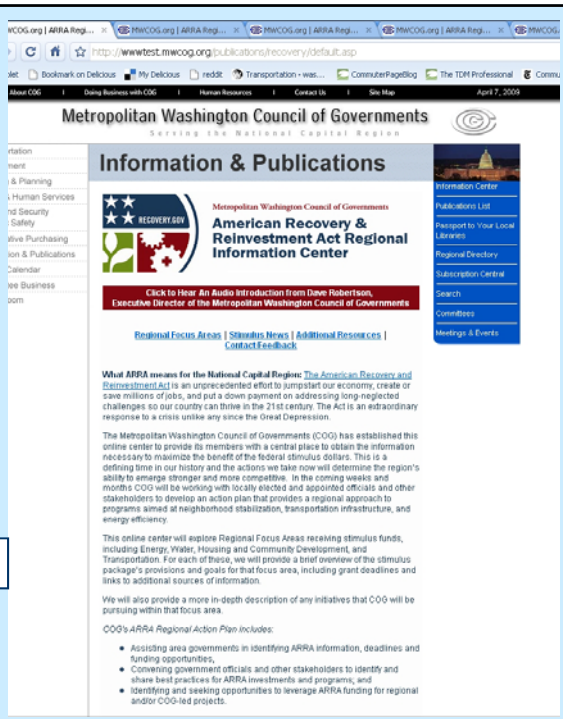 MWCOG.org | ARRA Regi...
MWCOG.org | ARRA Regi...
MWCOG.org | ARRA Regi...
MWCOG.org | ARRA Regi...
MWCOG.
http://wwwtest.mwcog.org/publications/recovery/default.asp
Bookmark on Delicious
My Delicious
reddit
Transportation - was...
CommuterPageBlog
The TDM Professional
Commu
About COG | Doing Business with COG | Human Resources | Contact Us | Site Map
April 7, 2009
Metropolitan Washington Council of Governments
Serving the National Capital Region
Information & Publications
rtation
ment
& Planning
Human Services
nd Security
Safety
ative Purchasing
ion & Publications
Calendar
ee Business
oom
RECOVERY.GOV
Metropolitan Washington Council of Governments
American Recovery &
Reinvestment Act Regional
Information Center
Click to Hear An Audio Introduction from Dave Robertson,
Executive Director of the Metropolitan Washington Council of Governments
Regional Focus Areas | Stimulus News | Additional Resources |
Contact Feedback
What ARRA means for the National Capital Region: The American Recovery and
Reinvestment Act is an unprecedented effort to jumpstart our economy, create or
save millions of jobs, and put a down payment on addressing long-neglected
challenges so our country can thrive in the 21st century. The Act is an extraordinary
response to a crisis unlike any since the Great Depression.
The Metropolitan Washington Council of Governments (COG) has established this
online center to provide its members with a central place to obtain the information
necessary to maximize the benefit of the federal stimulus dollars. This is a
defining time in our history and the actions we take now will determine the region's
ability to emerge stronger and more competitive. In the coming weeks and
months COG will be working with locally elected and appointed officials and other
stakeholders to develop an action plan that provides a regional approach to
programs aimed at neighborhood stabilization, transportation infrastructure, and
energy efficiency.
This online center will explore Regional Focus Areas receiving stimulus funds,
including Energy, Water, Housing and Community Development, and
Transportation. For each of these, we will provide a brief overview of the stimulus
package's provisions and goals for that focus area, including grant deadlines and
links to additional sources of information.
We will also provide a more in-depth description of any initiatives that COG will be
pursuing within that focus area.
COG's ARRA Regional Action Plan includes:
• Assisting area governments in identifying ARRA information, deadlines and
funding opportunities,
• Convening government officials and other stakeholders to identify and
share best practices for ARRA investments and programs; and
• Identifying and seeking opportunities to leverage ARRA funding for regional
and/or COG-led projects.
Information Center
Publications List
Passport to Your Local
Libraries
Regional Directory
Subscription Central
Search
Committees
Meetings & Events